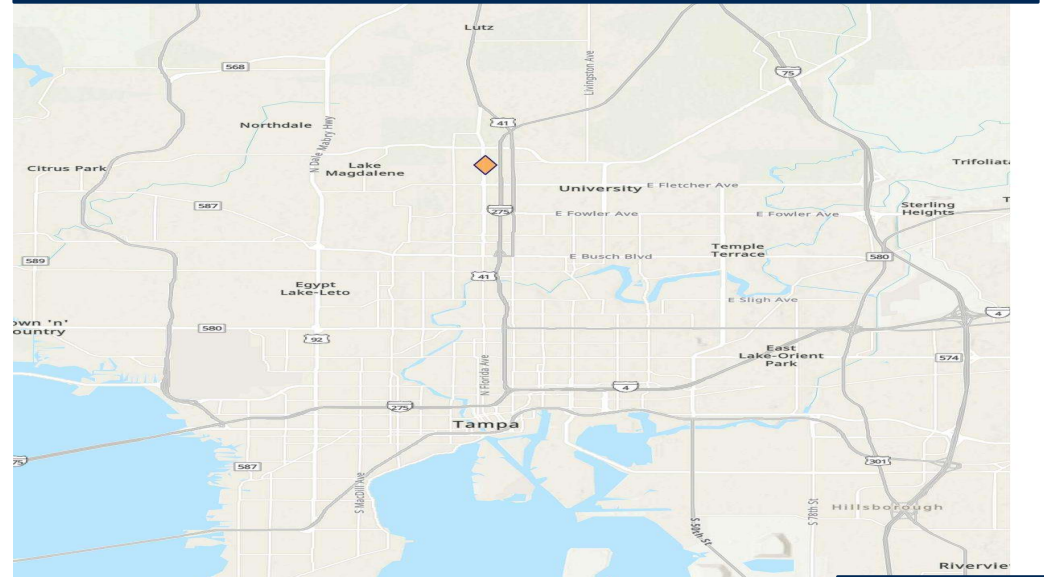 Lutz
568
75
Livingston Ave
Northdale
N Dale Mabry Hwy
41
Citrus Park
Lake
Magdalene
Trifolia
University
E Fletcher Ave
587
275
E Fowler Ave
E Fowler Ave
Sterling
Heights
T
589
E Busch Blvd
Temple
Terrace
580
41
Egypt
Lake-Leto
E Sligh Ave
own 'n'
ountry
580
92
4
East
Lake-Orient
Park
574
N Florida Ave
4
275
Tampa
75
587
S MacDill Ave
301
S 50th St
S 78th St
Hillsborough
Rivervie